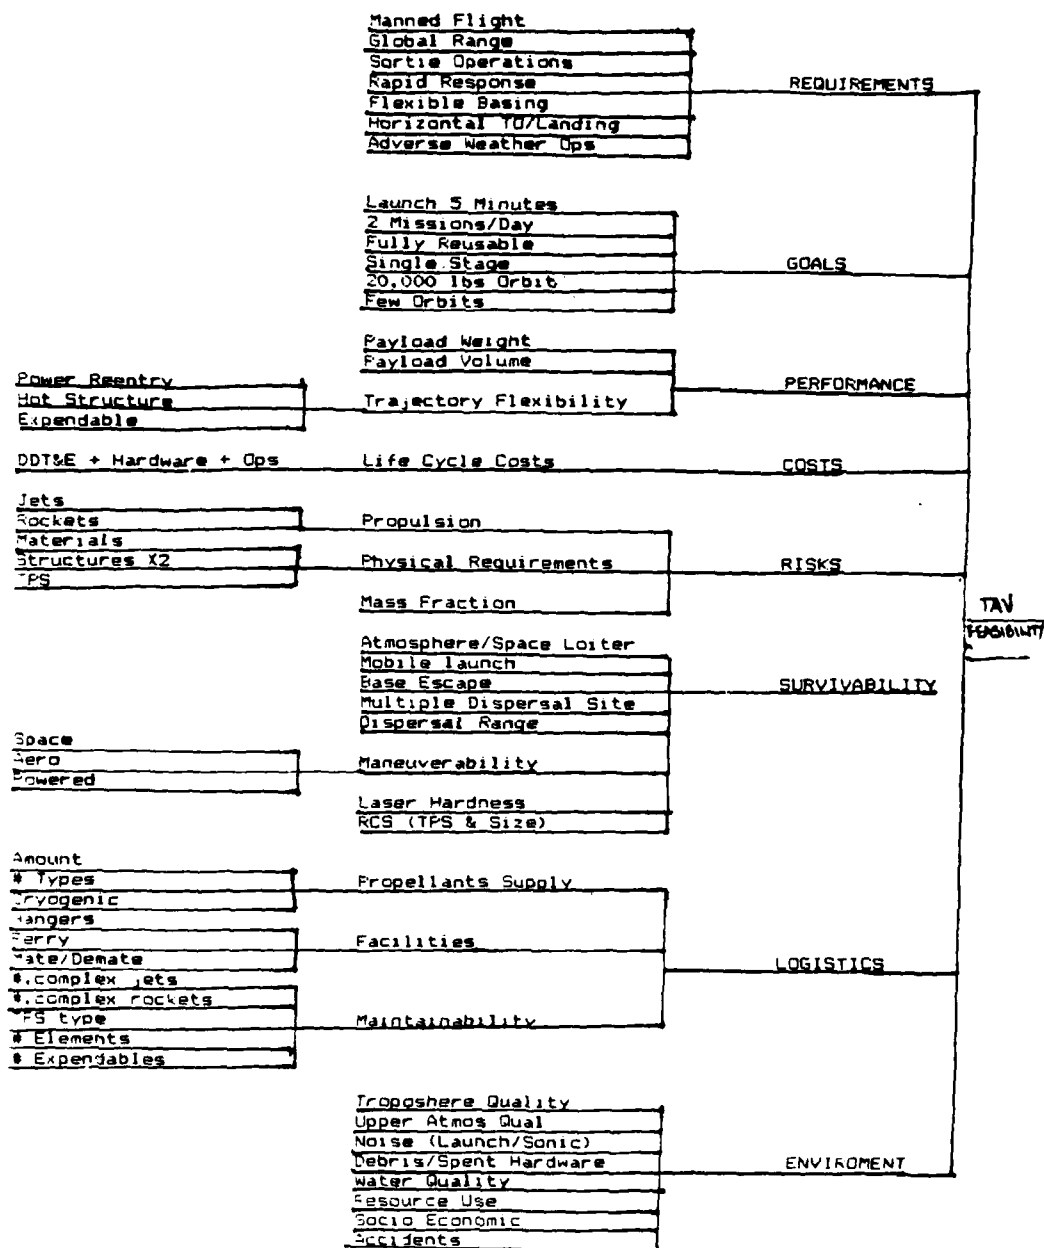 Manned Flight
Global Range
Sortie Operations
Rapid Response
REQUIREMENTS
Flexible Basing
Horizontal TO/Landing
Adverse Weather Ops
Launch 5 Minutes
2 Missions/Day
Fully Reusable
Single Stage
GOALS
20,000 lbs Orbit
Few Orbits
Payload Weight
Payload Volume
Power Reentry
PERFORMANCE
Hot Structure
Trajectory Flexibility
Expendable
DDT&E + Hardware + Ops
Life Cycle Costs
COSTS
Jets
Rockets
Propulsion
Materials
Structures X2
Physical Requirements
RISKS
TPS
Mass Fraction
TAV
FEASIBILITY
Atmosphere/Space Loiter
Mobile launch
Base Escape
SURVIVABILITY
Multiple Dispersal Site
Dispersal Range
Space
Aero
Maneuverability
Powered
Laser Hardness
RCS (TPS & Size)
Amount
# Types
Propellants Supply
Cryogenic
Hangers
Ferry
Facilities
Mate/Demate
LOGISTICS
#,complex jets
#,complex rockets
TPS type
Maintainability
# Elements
# Expendables
Troposhere Quality
Upper Atmos Qual
Noise (Launch/Sonic)
Debris/Spent Hardware
ENVIROMENT
Water Quality
Resource Use
Socio Economic
Accidents